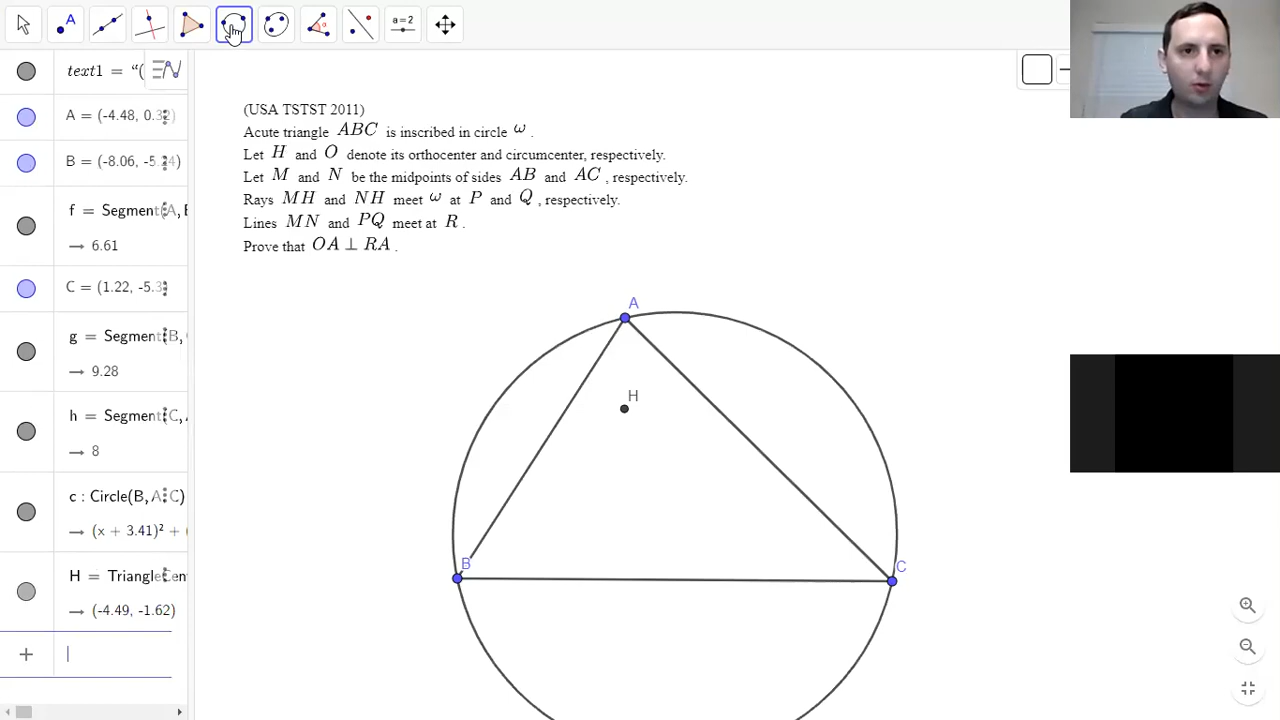 A
a=2
text1 = "(
A = (-4.48, 0.32)
B = (-8.06, -5.24)
f = Segment(A, B
→ 6.61
C = (1.22, -5.3
g = Segment(B,
→ 9.28
h = Segment(C, A
→ 8
c : Circle(B, A, C)
→ (x + 3.41)² +
H = TriangleCen
→ (-4.49, -1.62)
+
(USA TSTST 2011)
Acute triangle ABC is inscribed in circle ω .
Let H and O denote its orthocenter and circumcenter, respectively.
Let M and N be the midpoints of sides AB and AC , respectively.
Rays MH and NH meet ω at P and Q , respectively.
Lines MN and PQ meet at R .
Prove that OA ⊥ RA .
A
H
B
C